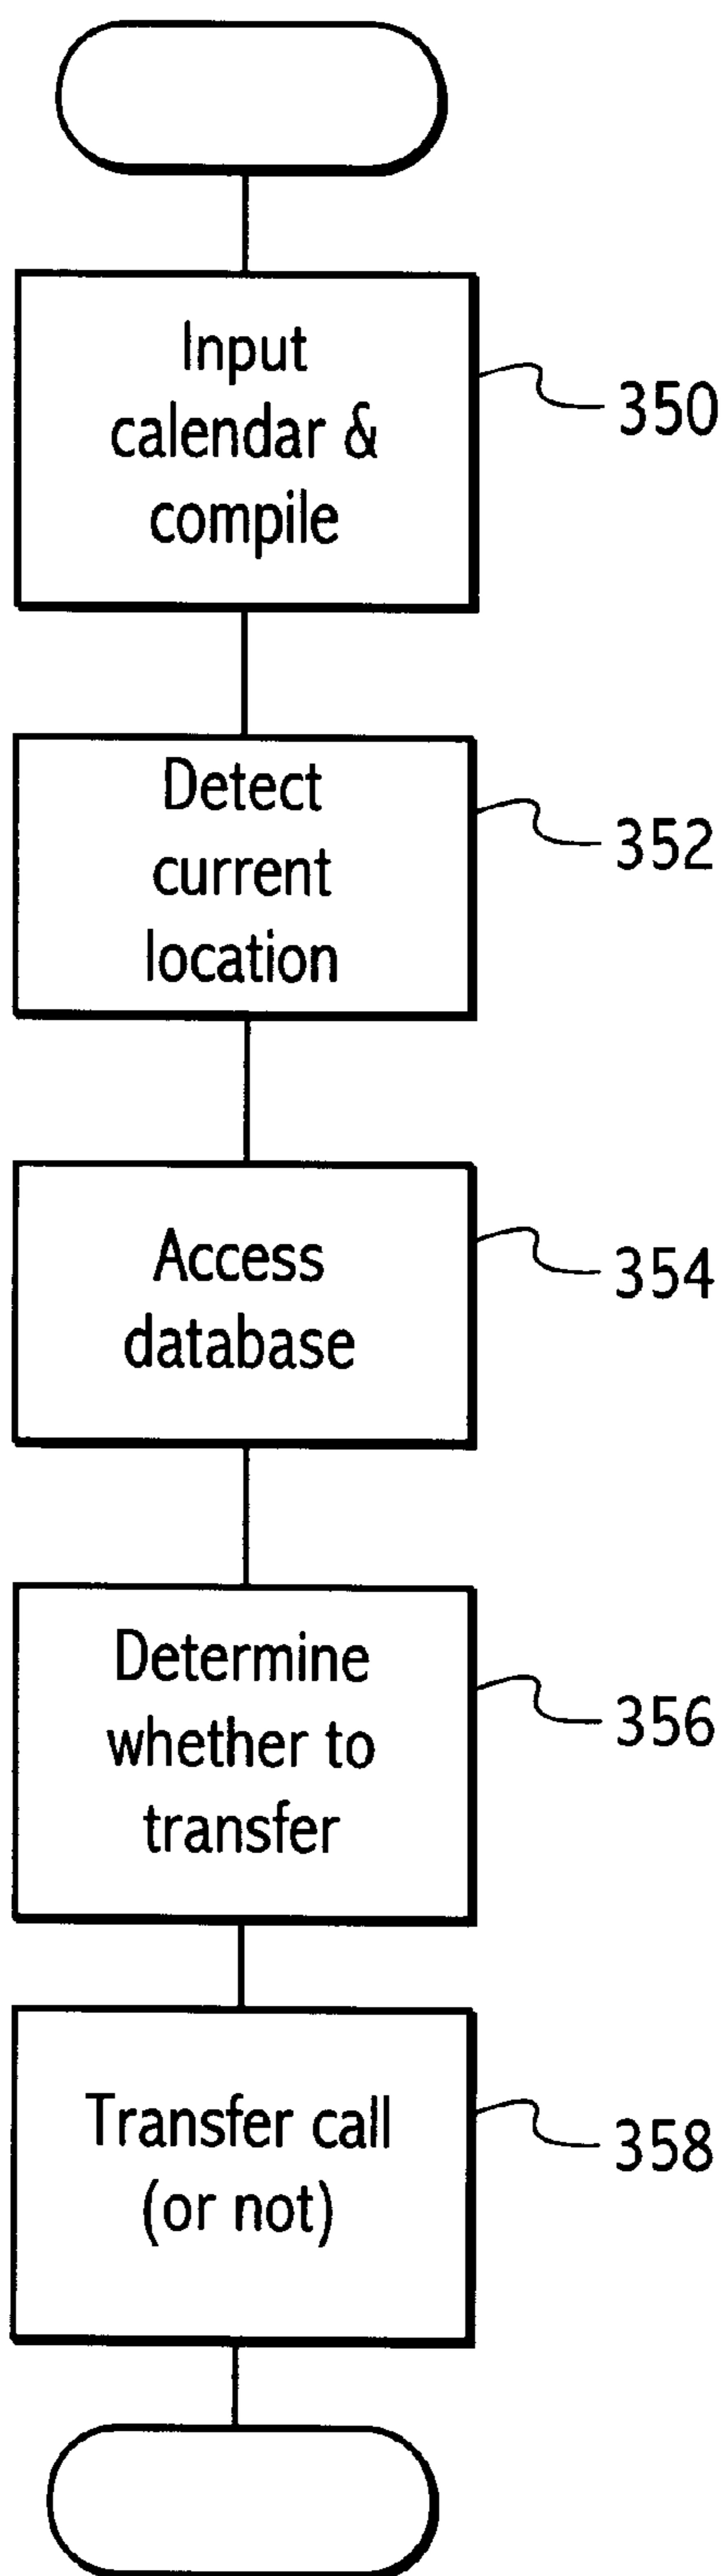 Input
calendar &
compile
350
Detect
current
location
352
Access
database
354
Determine
whether to
transfer
356
Transfer call
(or not)
358